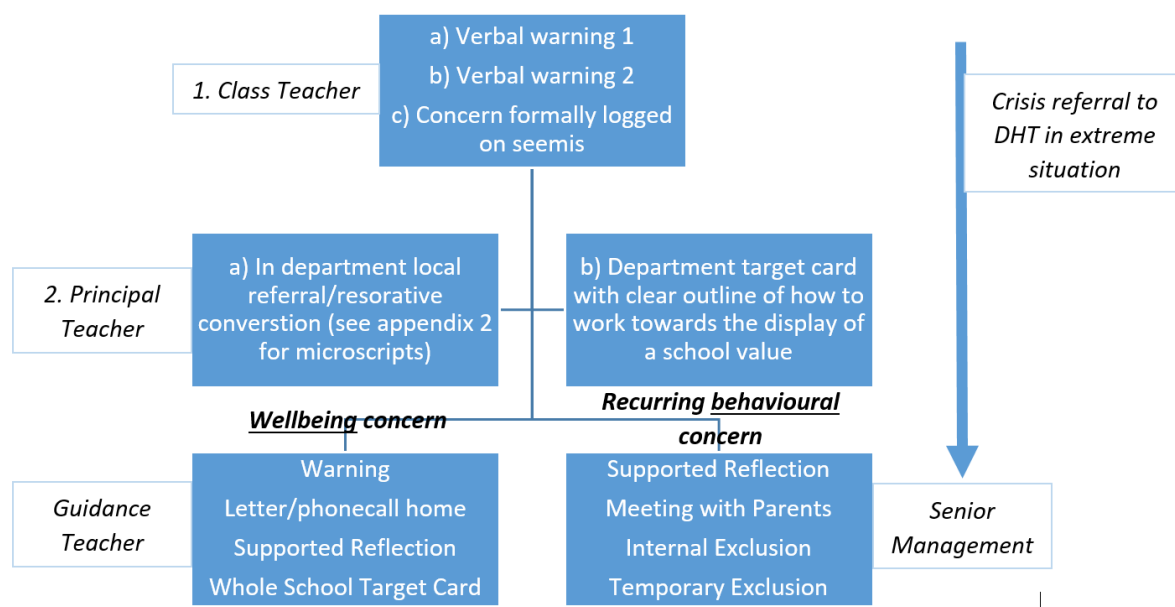 a) Verbal warning 1
b) Verbal warning 2
c) Concern formally logged
on seemis
1. Class Teacher
Crisis referral to
DHT in extreme
situation
2. Principal
Teacher
a) In department local
referral/resorative
converstion (see appendix 2
for microscripts)
b) Department target card
with clear outline of how to
work towards the display of
a school value
Wellbeing concern
Recurring behavioural
concern
Guidance
Teacher
Warning
Letter/phonecall home
Supported Reflection
Whole School Target Card
Supported Reflection
Meeting with Parents
Internal Exclusion
Temporary Exclusion
Senior
Management